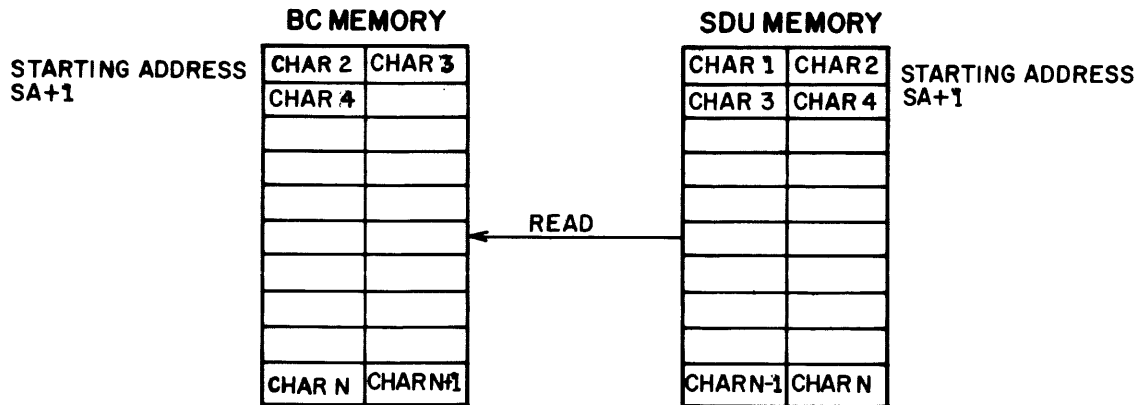 BC MEMORY
SDU MEMORY
STARTING ADDRESS
SA+1
CHAR 2 CHAR 3
CHAR 4
CHAR 1 CHAR 2
CHAR 3 CHAR 4
STARTING ADDRESS
SA+1
READ
CHAR N CHAR N+1
CHAR N-1 CHAR N